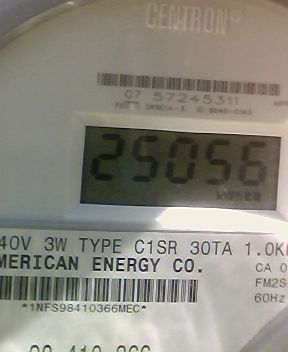 CENTRON®
07 57245311
25056
40V 3W TYPE C1SR 30TA 1.0K
MERICAN ENERGY CO.
CA 0
FM2S
60Hz
*1NFS98410366MEC*